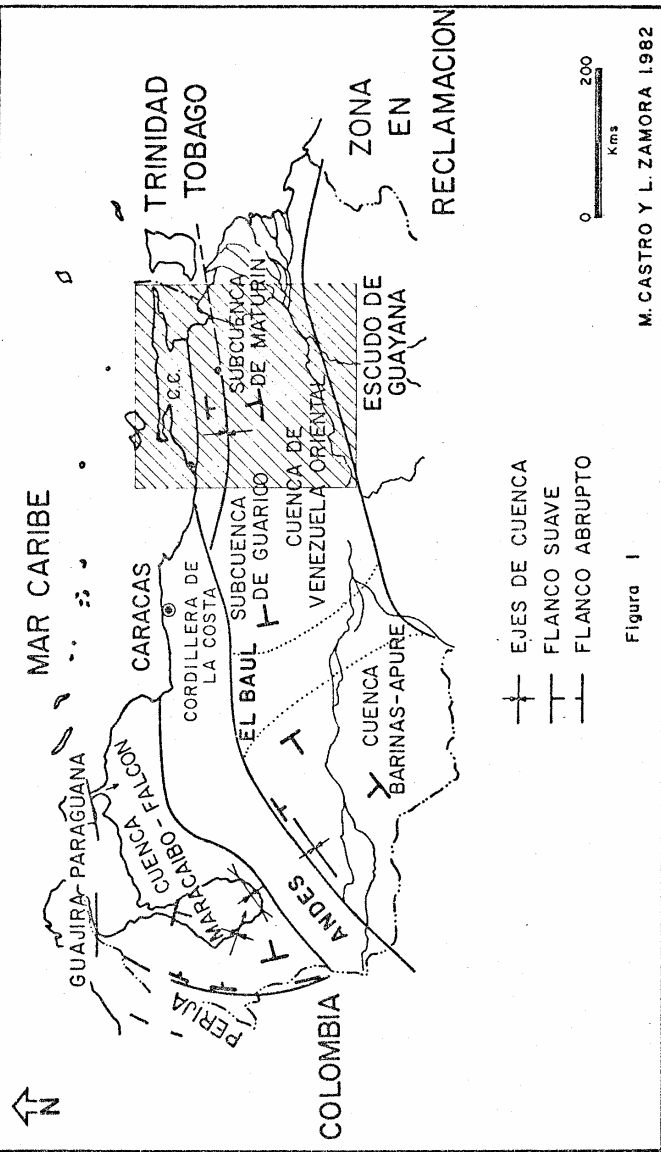 N
MAR CARIBE
GUAJIRA-PARAGUANA
CARACAS
TRINIDAD
TOBAGO
CUENCA
MARACAIBO-FALCON
CORDILLERA DE
LA COSTA
C.C.
PERIJA
SUBCUENCA
DE GUARICO
SUBCUENCA
DE MATURIN
EL BAUL
CUENCA DE
VENEZUELA ORIENTAL
ZONA
EN
RECLAMACION
COLOMBIA
ANDES
CUENCA
BARINAS-APURE
ESCUDO DE
GUAYANA
EJES DE CUENCA
FLANCO SUAVE
FLANCO ABRUPTO
0 200
Kms
Figura 1
M. CASTRO Y L. ZAMORA 1.982